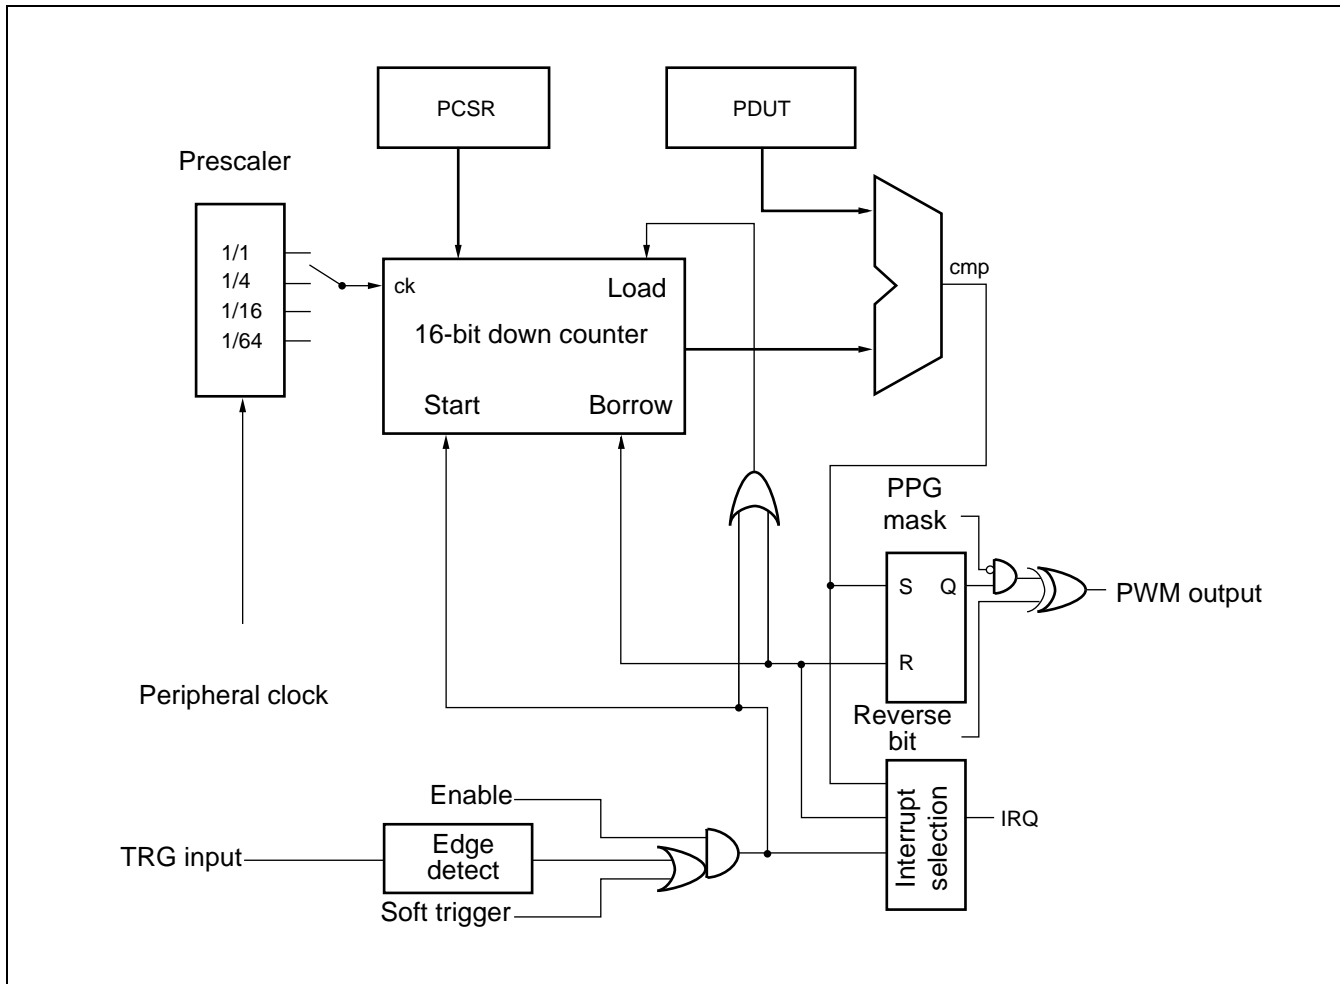 PCSR
PDUT
Prescaler
1/1
1/4
1/16
1/64
ck
Load
16-bit down counter
Start
Borrow
cmp
PPG
mask
S
Q
R
PWM output
Peripheral clock
Reverse
bit
Enable
TRG input
Edge
detect
Soft trigger
Interrupt
selection
IRQ